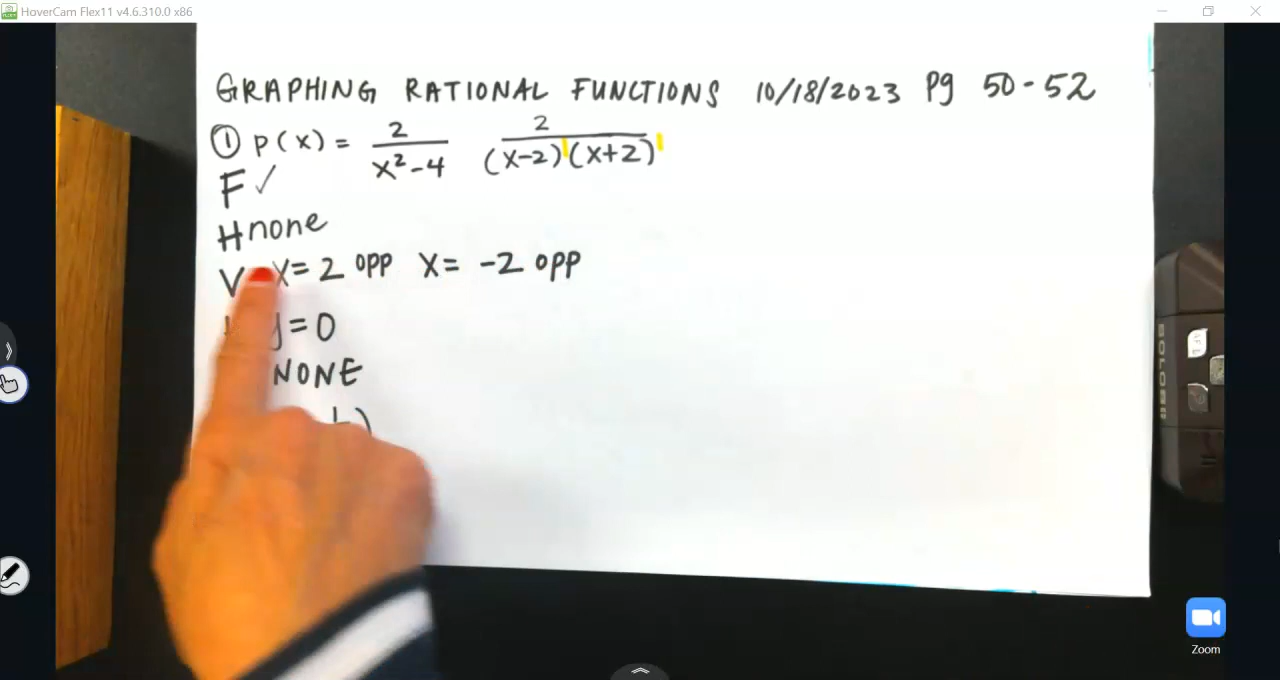 HoverCam Flex11 v4.6.310.0 x86
GRAPHING RATIONAL FUNCTIONS 10/18/2023 Pg 50-52
① P(x) = 2/(x²-4) 2/((x-2)(x+2))
F ✓
H none
V x=2 opp x= -2 opp
y=0
NONE
Zoom